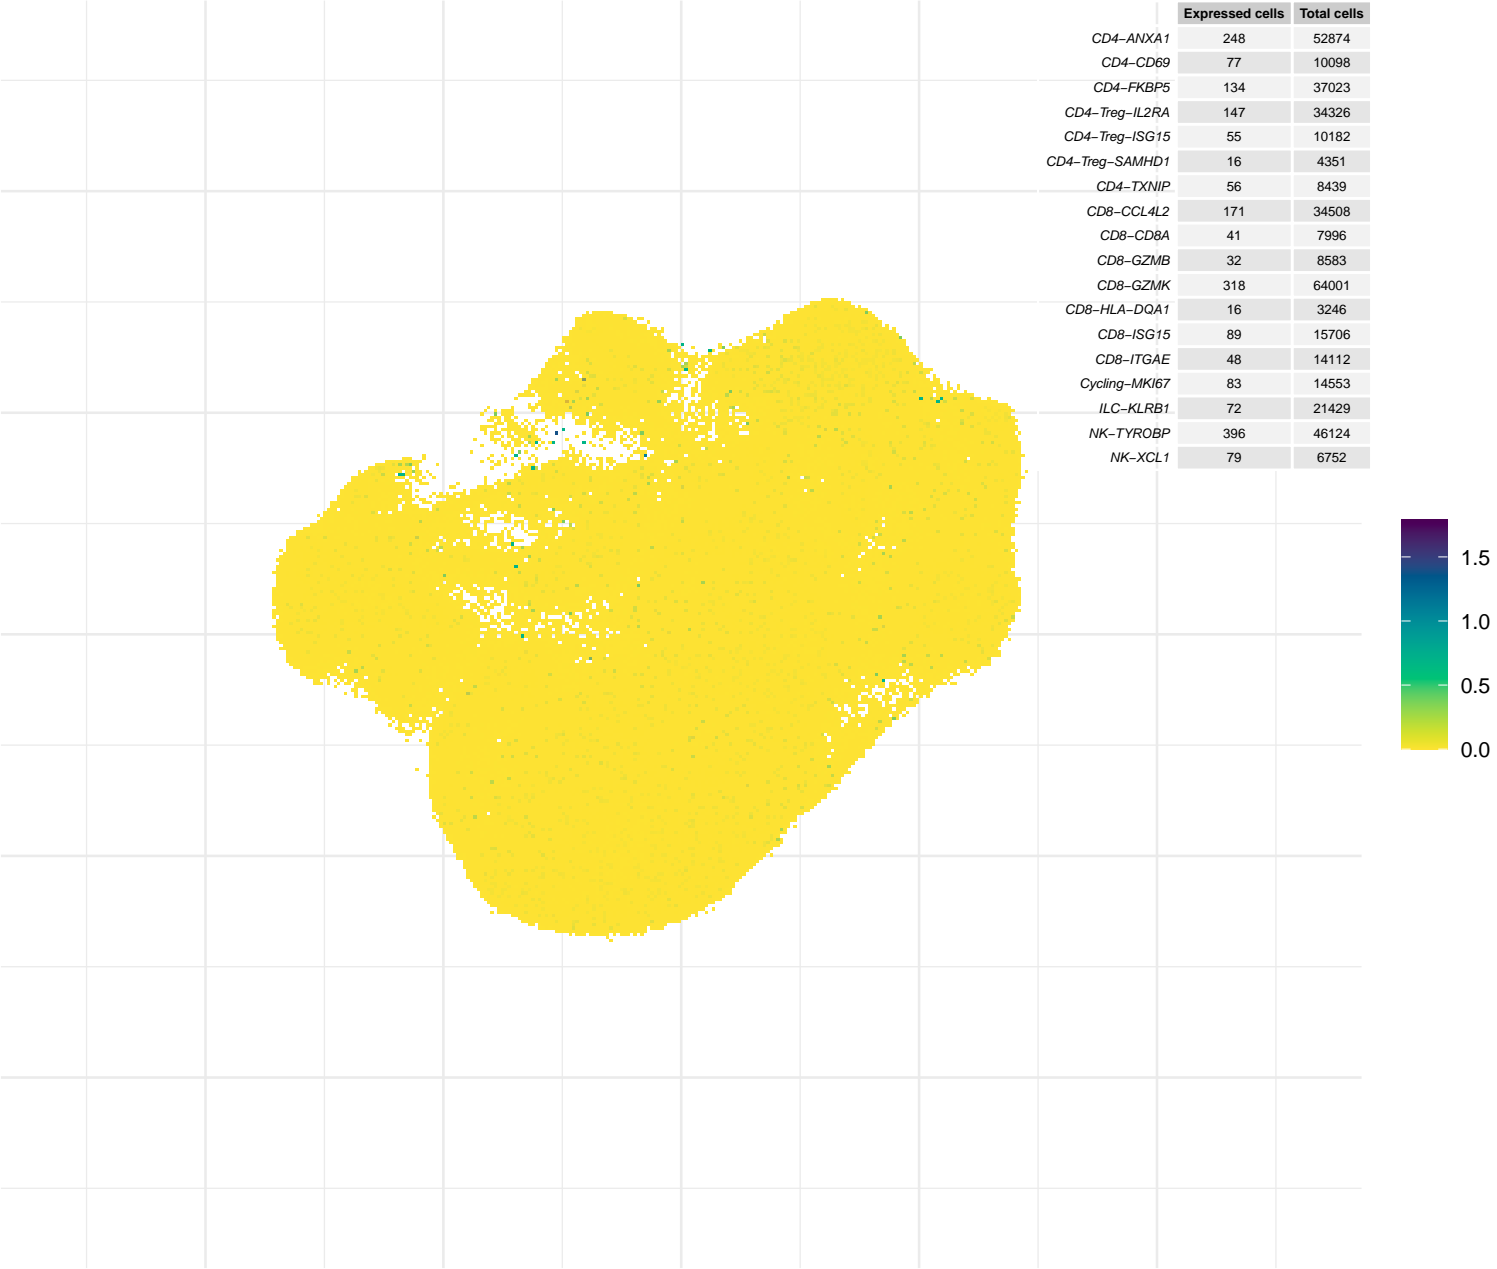 Expressed cells Total cells
CD4−ANXA1 248 52874
CD4−CD69 77 10098
CD4−FKBP5 134 37023
CD4−Treg−IL2RA 147 34326
CD4−Treg−ISG15 55 10182
CD4−Treg−SAMHD1 16 4351
CD4−TXNIP 56 8439
CD8−CCL4L2 171 34508
CD8−CD8A 41 7996
CD8−GZMB 32 8583
CD8−GZMK 318 64001
CD8−HLA−DQA1 16 3246
CD8−ISG15 89 15706
CD8−ITGAE 48 14112
Cycling−MKI67 83 14553
ILC−KLRB1 72 21429
NK−TYROBP 396 46124
NK−XCL1 79 6752
1.5
1.0
0.5
0.0